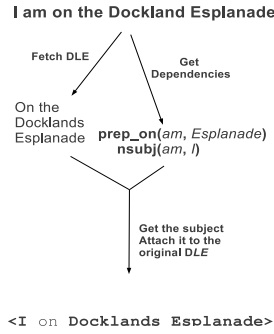 I am on the Dockland Esplanade
Fetch DLE
Get
Dependencies
On the
Docklands
Esplanade
prep_on(am, Esplanade)
nsubj(am, I)
Get the subject
Attach it to the
original DLE
<I on Docklands Esplanade>